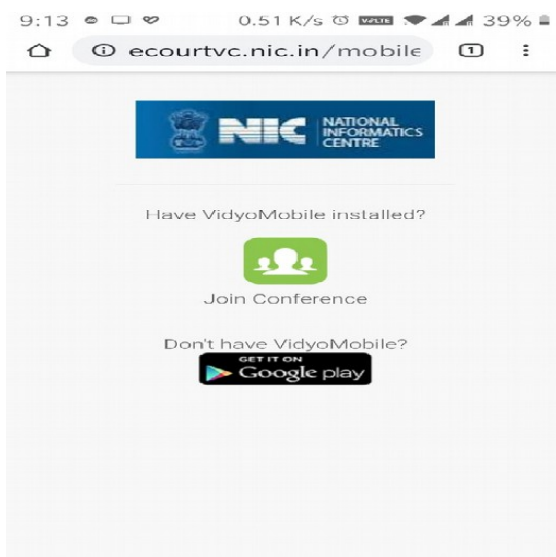 9:13 0.51 K/s VoLTE 39%
ecourtvc.nic.in/mobile 1
NIC NATIONAL
INFORMATICS
CENTRE
Have VidyoMobile installed?
Join Conference
Don't have VidyoMobile?
GET IT ON
Google play